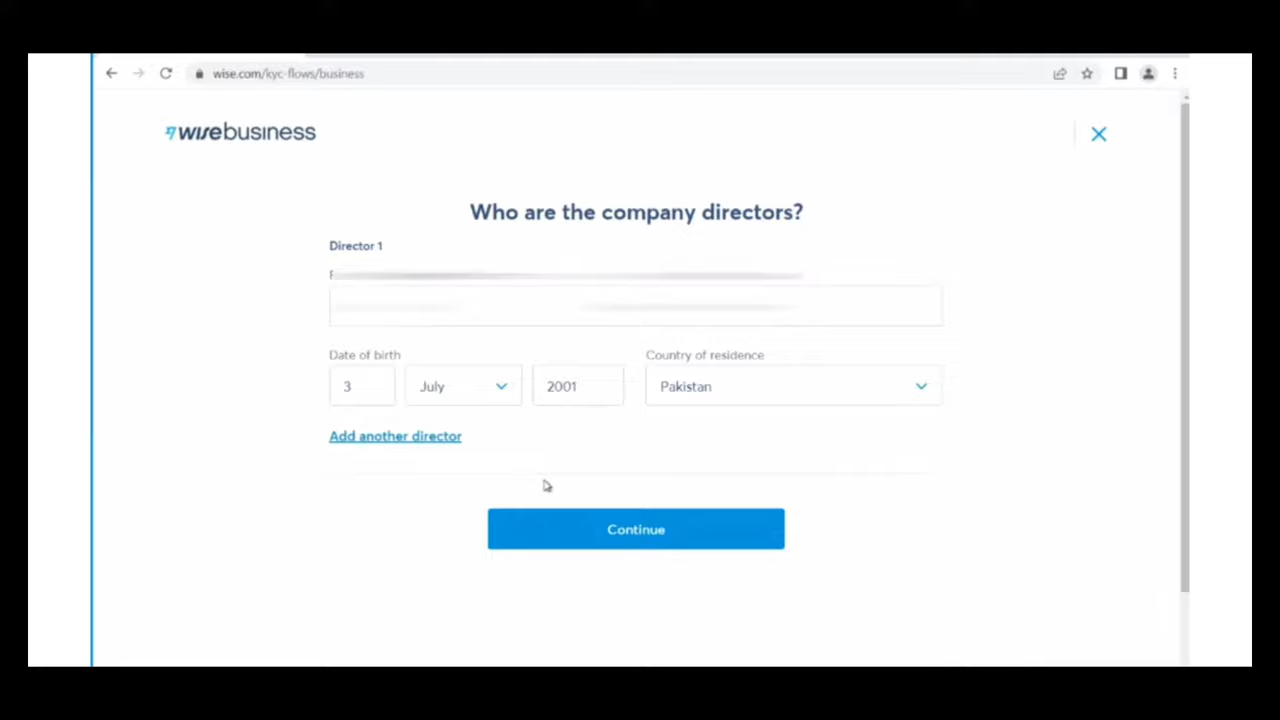 wise.com/kyc-flows/business
wisebusiness
Who are the company directors?
Director 1
Date of birth
Country of residence
3
July
2001
Pakistan
Add another director
Continue